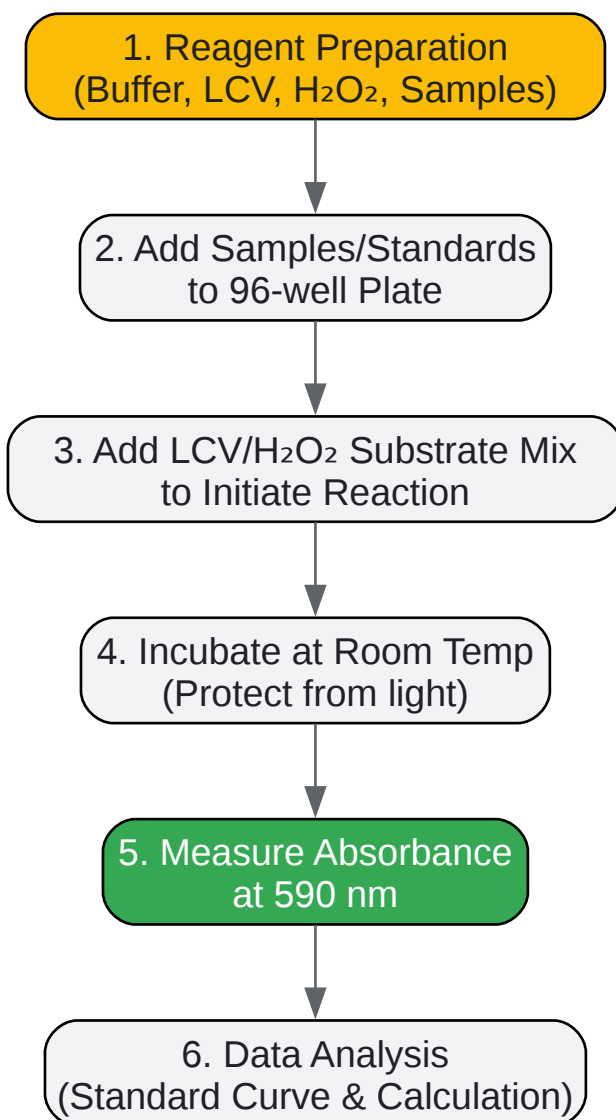 1. Reagent Preparation
(Buffer, LCV, H₂O₂, Samples)
2. Add Samples/Standards
to 96-well Plate
3. Add LCV/H₂O₂ Substrate Mix
to Initiate Reaction
4. Incubate at Room Temp
(Protect from light)
5. Measure Absorbance
at 590 nm
6. Data Analysis
(Standard Curve & Calculation)